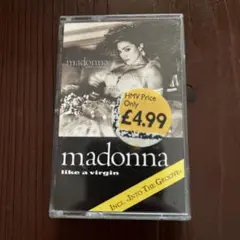 madonna
HMV Price
Only
£4.99
madonna
like a virgin
INCL. INTO THE GROOVE